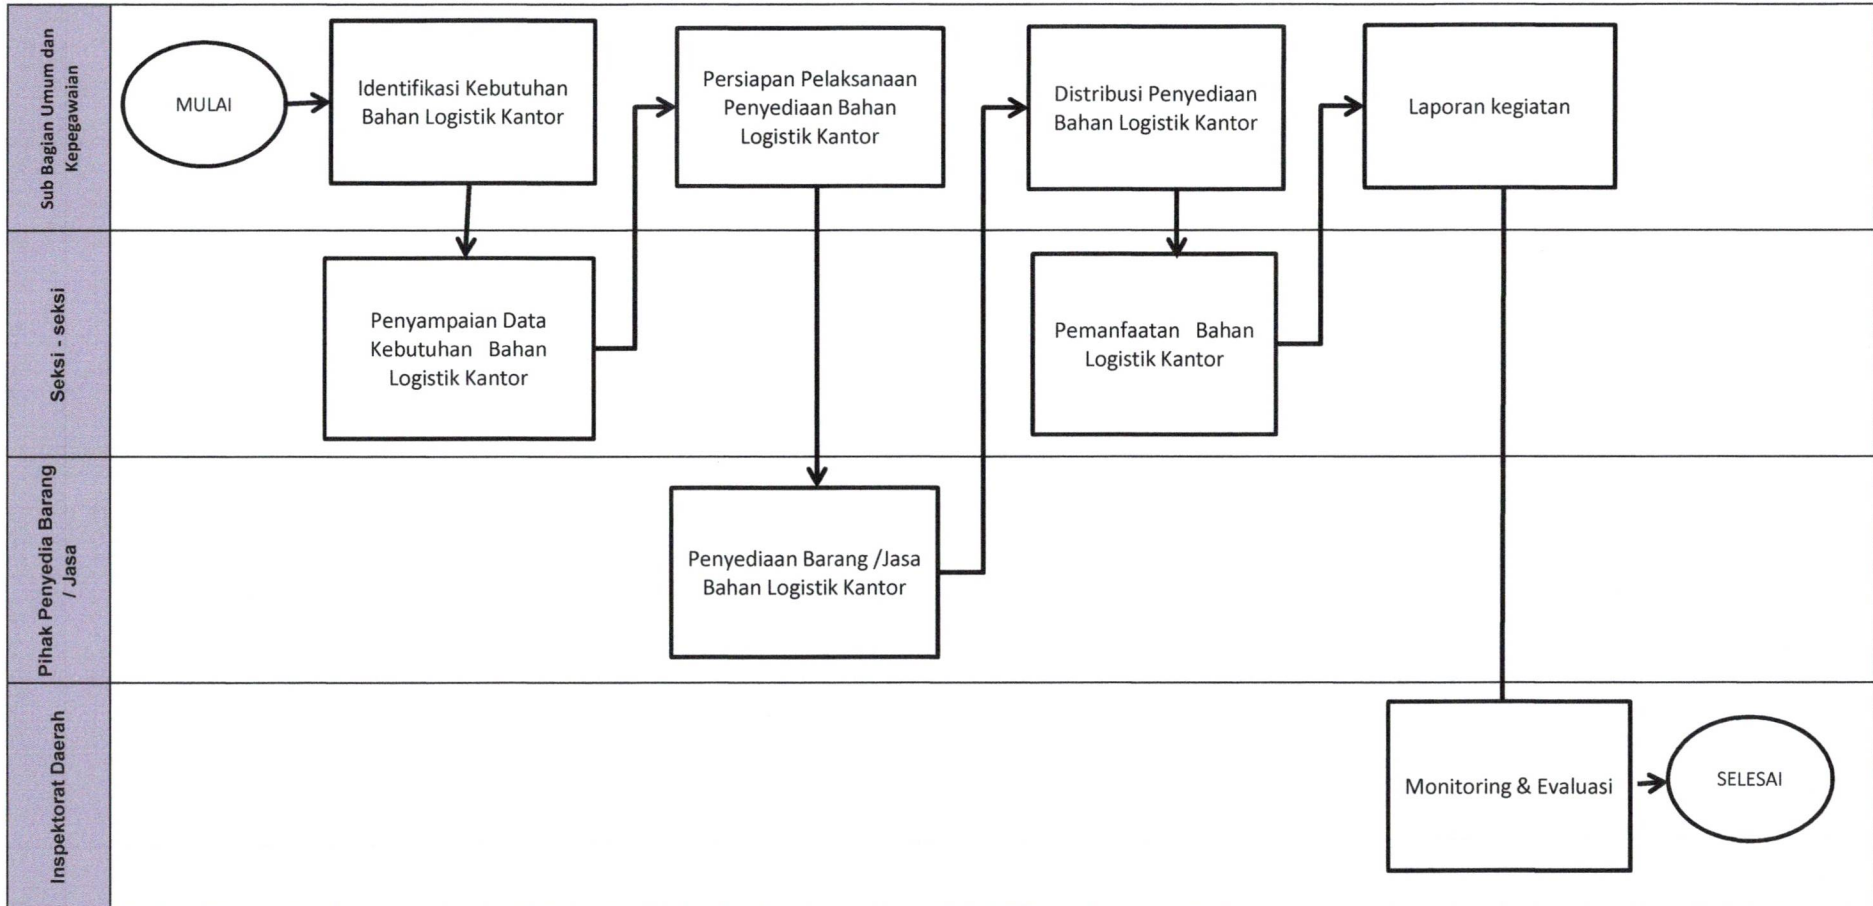 Sub Bagian Umum dan
Kepegawaian
MULAI
Identifikasi Kebutuhan
Bahan Logistik Kantor
Persiapan Pelaksanaan
Penyediaan Bahan
Logistik Kantor
Distribusi Penyediaan
Bahan Logistik Kantor
Laporan kegiatan
Seksi - seksi
Penyampaian Data
Kebutuhan Bahan
Logistik Kantor
Pemanfaatan Bahan
Logistik Kantor
Pihak Penyedia Barang
/ Jasa
Penyediaan Barang /Jasa
Bahan Logistik Kantor
Inspektorat Daerah
Monitoring & Evaluasi
SELESAI